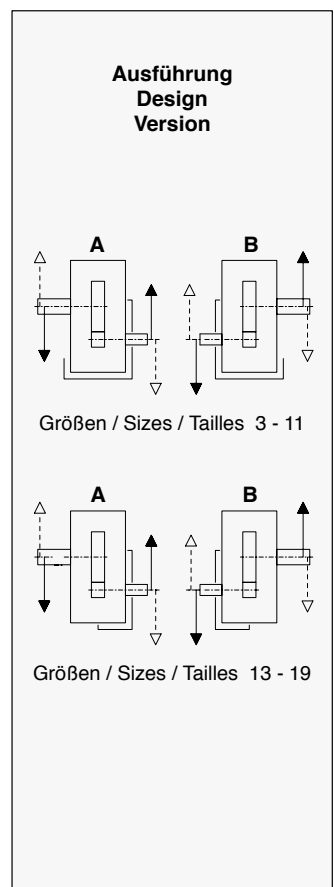 Ausführung
Design
Version
A B
Größen / Sizes / Tailles 3 - 11
A B
Größen / Sizes / Tailles 13 - 19